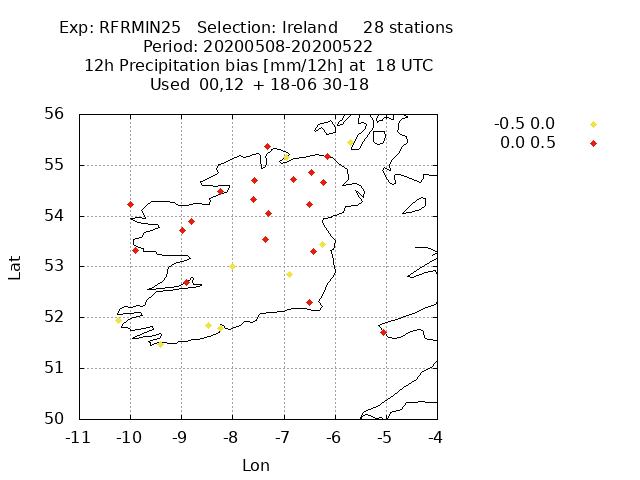 Exp: RFRMIN25   Selection: Ireland     28 stations
Period: 20200508-20200522
12h Precipitation bias [mm/12h] at  18 UTC
Used 00,12  + 18-06 30-18
-0.5 0.0
0.0 0.5
56
55
54
53
52
51
50
Lat
-11 -10 -9 -8 -7 -6 -5 -4
Lon